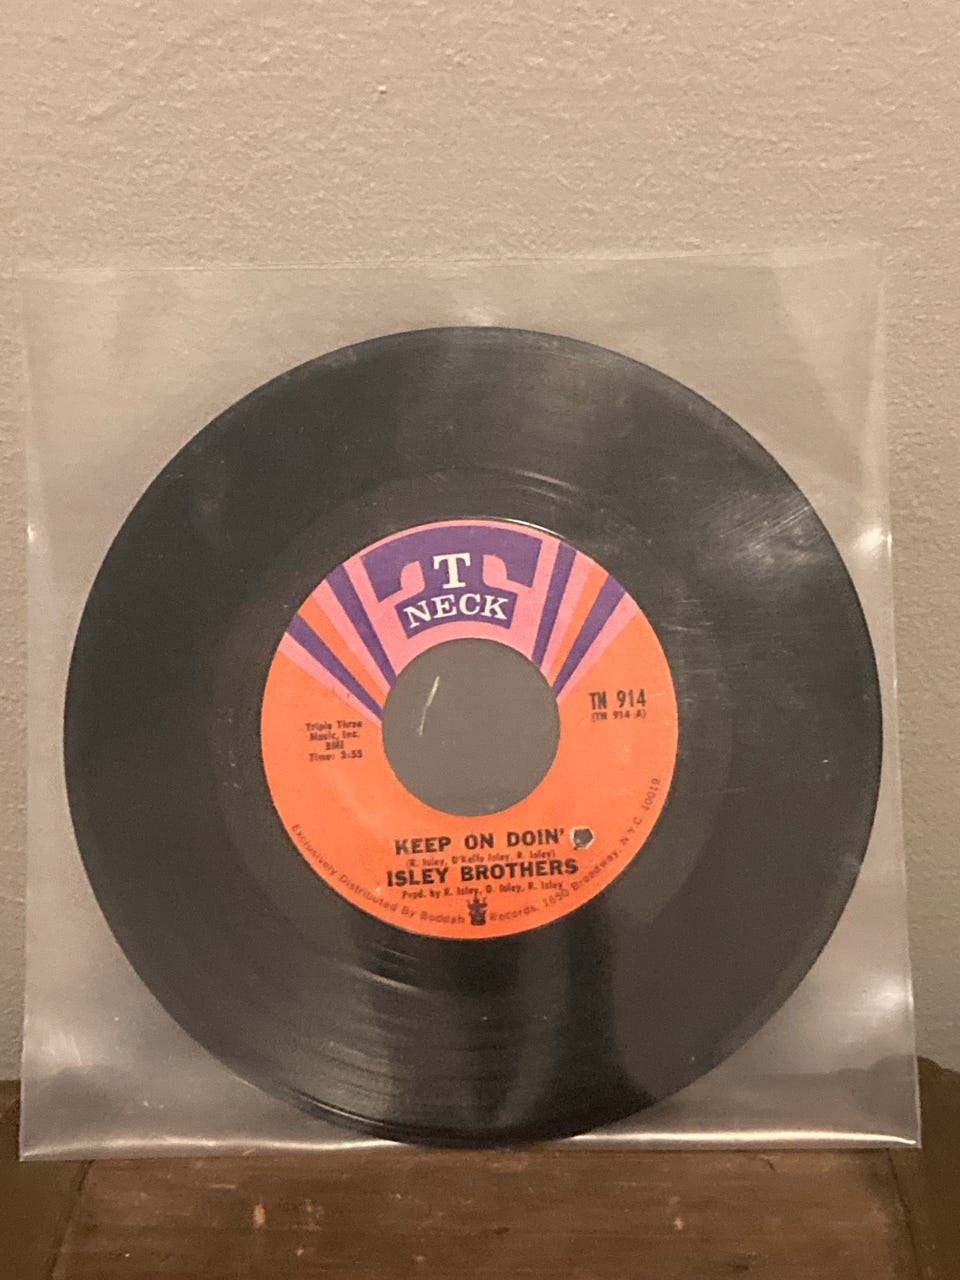 T
NECK
TN 914
(TN 914 A)
Triple Three
Music, Inc.
BMI
Time: 3:55
KEEP ON DOIN'
(R. Isley, O'Kelly Isley, R. Isley)
ISLEY BROTHERS
Prod. by R. Isley, O. Isley, R. Isley
Exclusively Distributed By Buddah Records, 1650 Broadway, N.Y.C. 10019